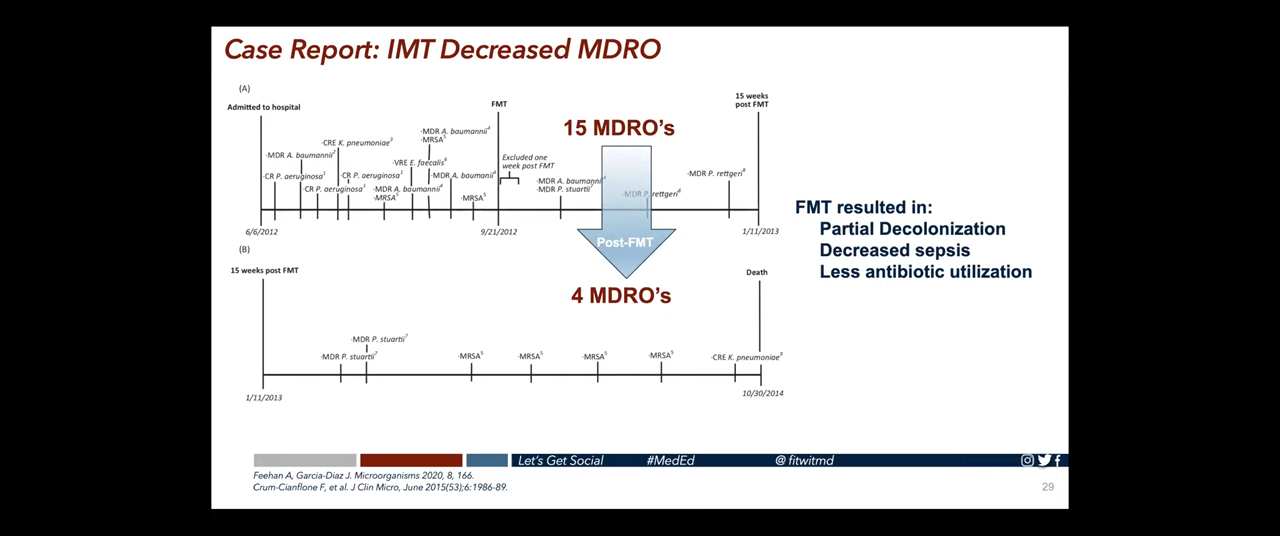 Case Report: IMT Decreased MDRO
(A)
Admitted to hospital
FMT
15 weeks
post FMT
15 MDRO's
·MDR A. baumannii⁴
·MRSA⁵
·CRE K. pneumoniae³
·MDR A. baumannii²
·VRE E. faecalis⁶
Excluded one
week post FMT
·CR P. aeruginosa¹
·CR P. aeruginosa¹
·MDR A. baumanii⁴
·MDR A. baumannii⁴
·MDR P. stuartii⁷
·MDR P. rettgeri⁸
·CR P. aeruginosa¹
·MDR A. baumannii⁴
·MRSA⁵
·MRSA⁵
·MDR P. rettgeri⁸
6/6/2012
9/21/2012
1/11/2013
Post-FMT
4 MDRO's
FMT resulted in:
Partial Decolonization
Decreased sepsis
Less antibiotic utilization
(B)
15 weeks post FMT
Death
·MDR P. stuartii⁷
·MDR P. stuartii⁷
·MRSA⁵
·MRSA⁵
·MRSA⁵
·MRSA⁵
·CRE K. pneumoniae⁹
1/11/2013
10/30/2014
Let's Get Social
#MedEd
@fitwitmd
Feehan A, Garcia-Diaz J. Microorganisms 2020, 8, 166.
Crum-Cianflone F, et al. J Clin Micro, June 2015(53);6:1986-89.
29